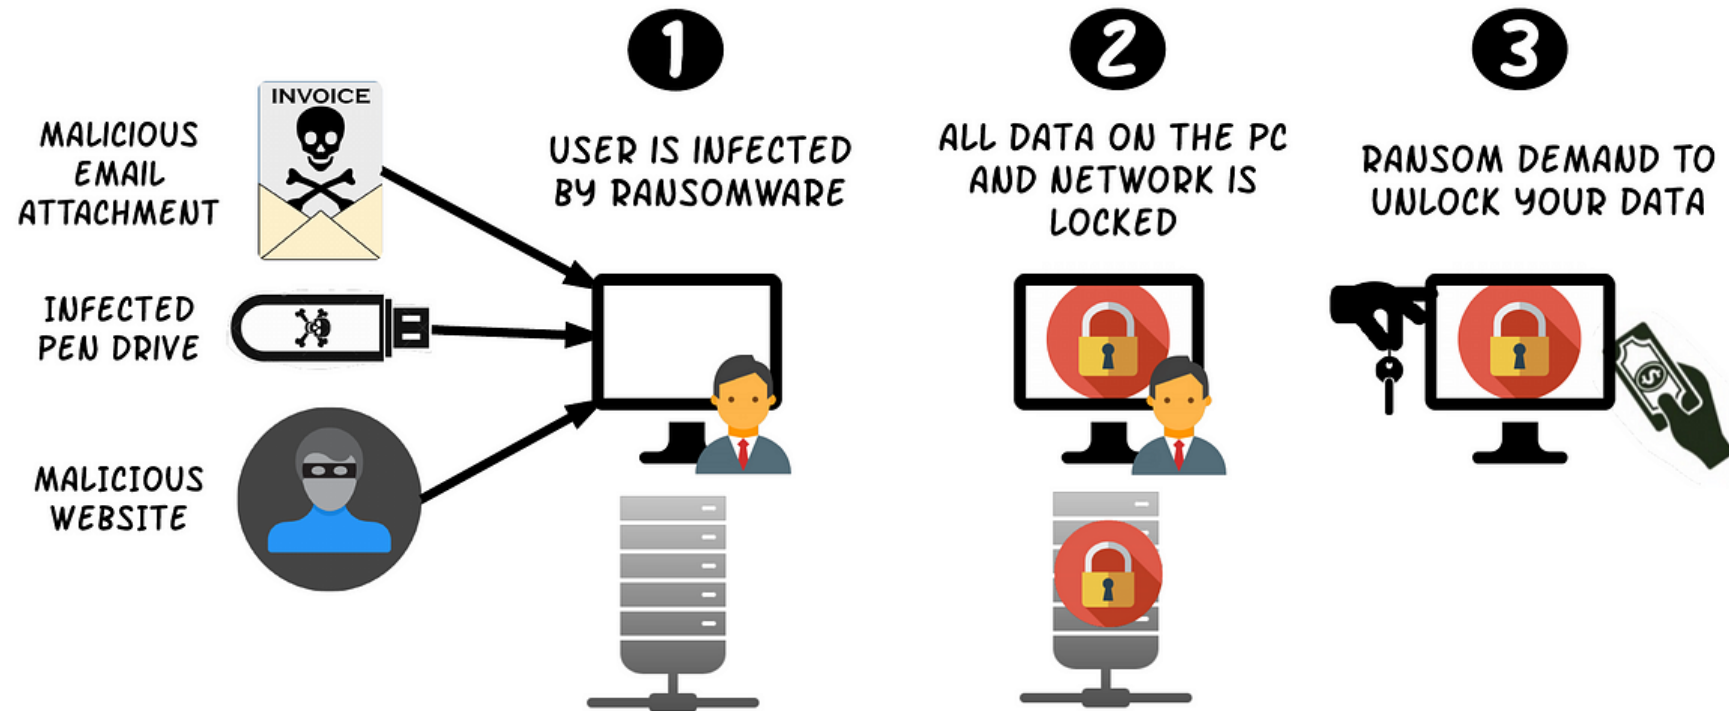 MALICIOUS
EMAIL
ATTACHMENT
INVOICE
INFECTED
PEN DRIVE
MALICIOUS
WEBSITE
1
USER IS INFECTED
BY RANSOMWARE
2
ALL DATA ON THE PC
AND NETWORK IS
LOCKED
3
RANSOM DEMAND TO
UNLOCK YOUR DATA
$